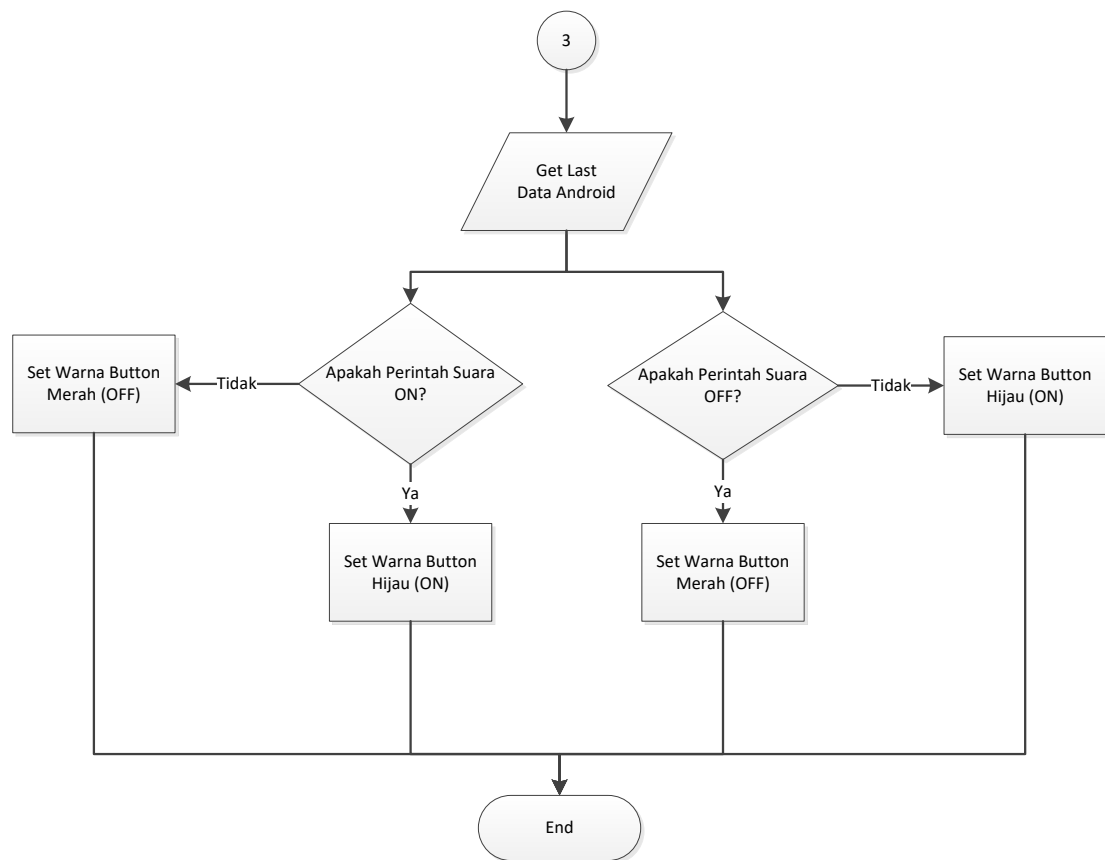 3
Get Last
Data Android
Apakah Perintah Suara
ON?
Apakah Perintah Suara
OFF?
Tidak
Tidak
Set Warna Button
Merah (OFF)
Set Warna Button
Hijau (ON)
Ya
Ya
Set Warna Button
Hijau (ON)
Set Warna Button
Merah (OFF)
End